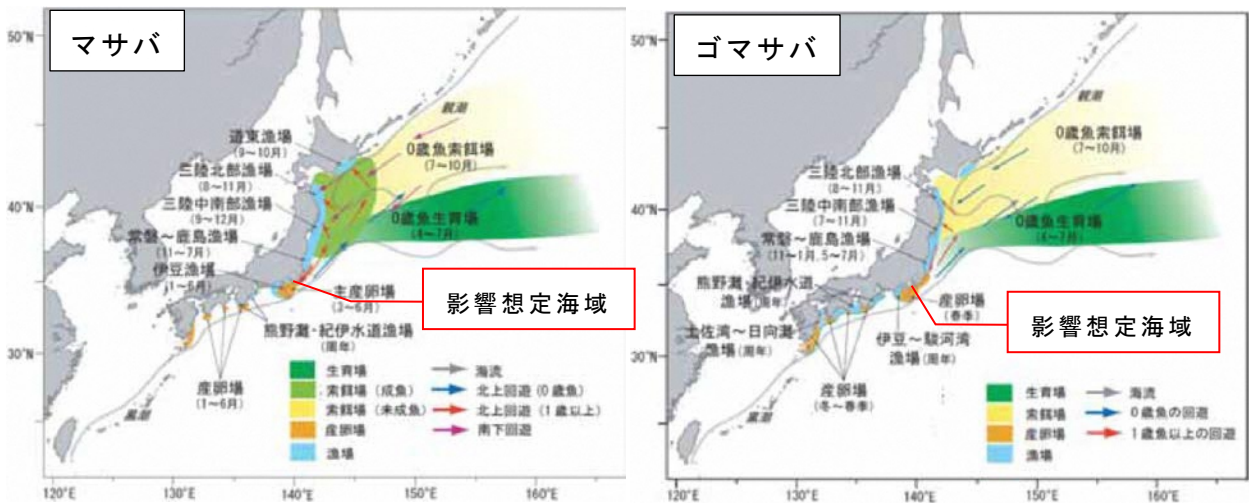 マサバ
50°N
40°N
30°N
120°E
130°E
140°E
150°E
160°E
親潮
黒潮
道東漁場
(9～10月)
三陸北部漁場
(8～11月)
三陸中南部漁場
(9～12月)
常磐～鹿島漁場
(11～7月)
伊豆漁場
(1～6月)
0歳魚索餌場
(7～10月)
0歳魚生育場
(4～7月)
主産卵場
(3～6月)
影響想定海域
熊野灘・紀伊水道漁場
(周年)
産卵場
(1～6月)
生育場
索餌場(成魚)
索餌場(未成魚)
産卵場
漁場
海流
北上回遊(0歳魚)
北上回遊(1歳以上)
南下回遊
ゴマサバ
50°N
40°N
30°N
120°E
130°E
140°E
150°E
160°E
親潮
黒潮
三陸北部漁場
(8～11月)
三陸中南部漁場
(7～11月)
常磐～鹿島漁場
(11～1月,5～7月)
熊野灘・紀伊水道
漁場(周年)
土佐湾～日向灘
漁場(周年)
0歳魚索餌場
(7～10月)
0歳魚生育場
(4～7月)
産卵場
(春季)
影響想定海域
伊豆～駿河湾
漁場(周年)
産卵場
(冬～春季)
生育場
索餌場
産卵場
漁場
海流
0歳魚の回遊
1歳魚以上の回遊